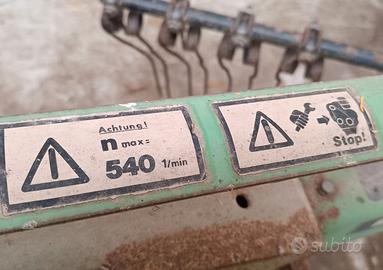 Achtung!
n max=
540 1/min
Stop!
subito